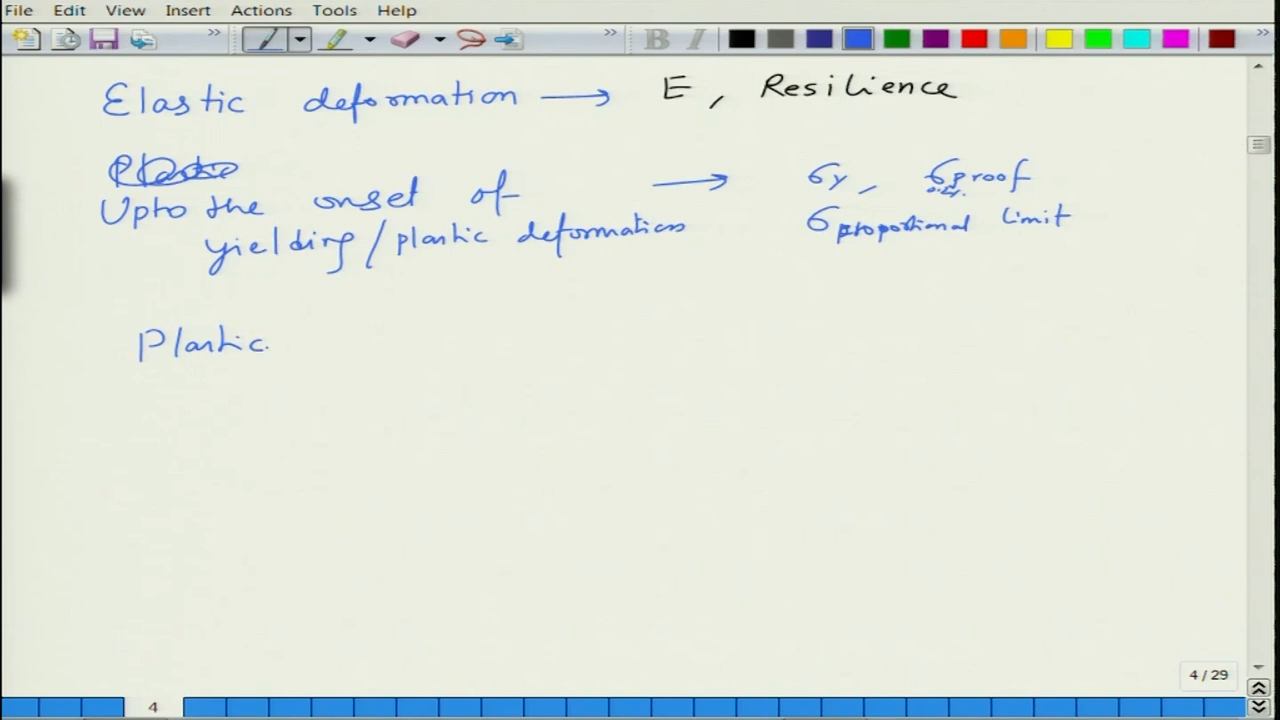 File Edit View Insert Actions Tools Help
B I
Elastic deformation → E, Resilience
Upto the onset of → σy, σproof
yielding/plastic deformation σproportional limit
Plastic
4/29
4